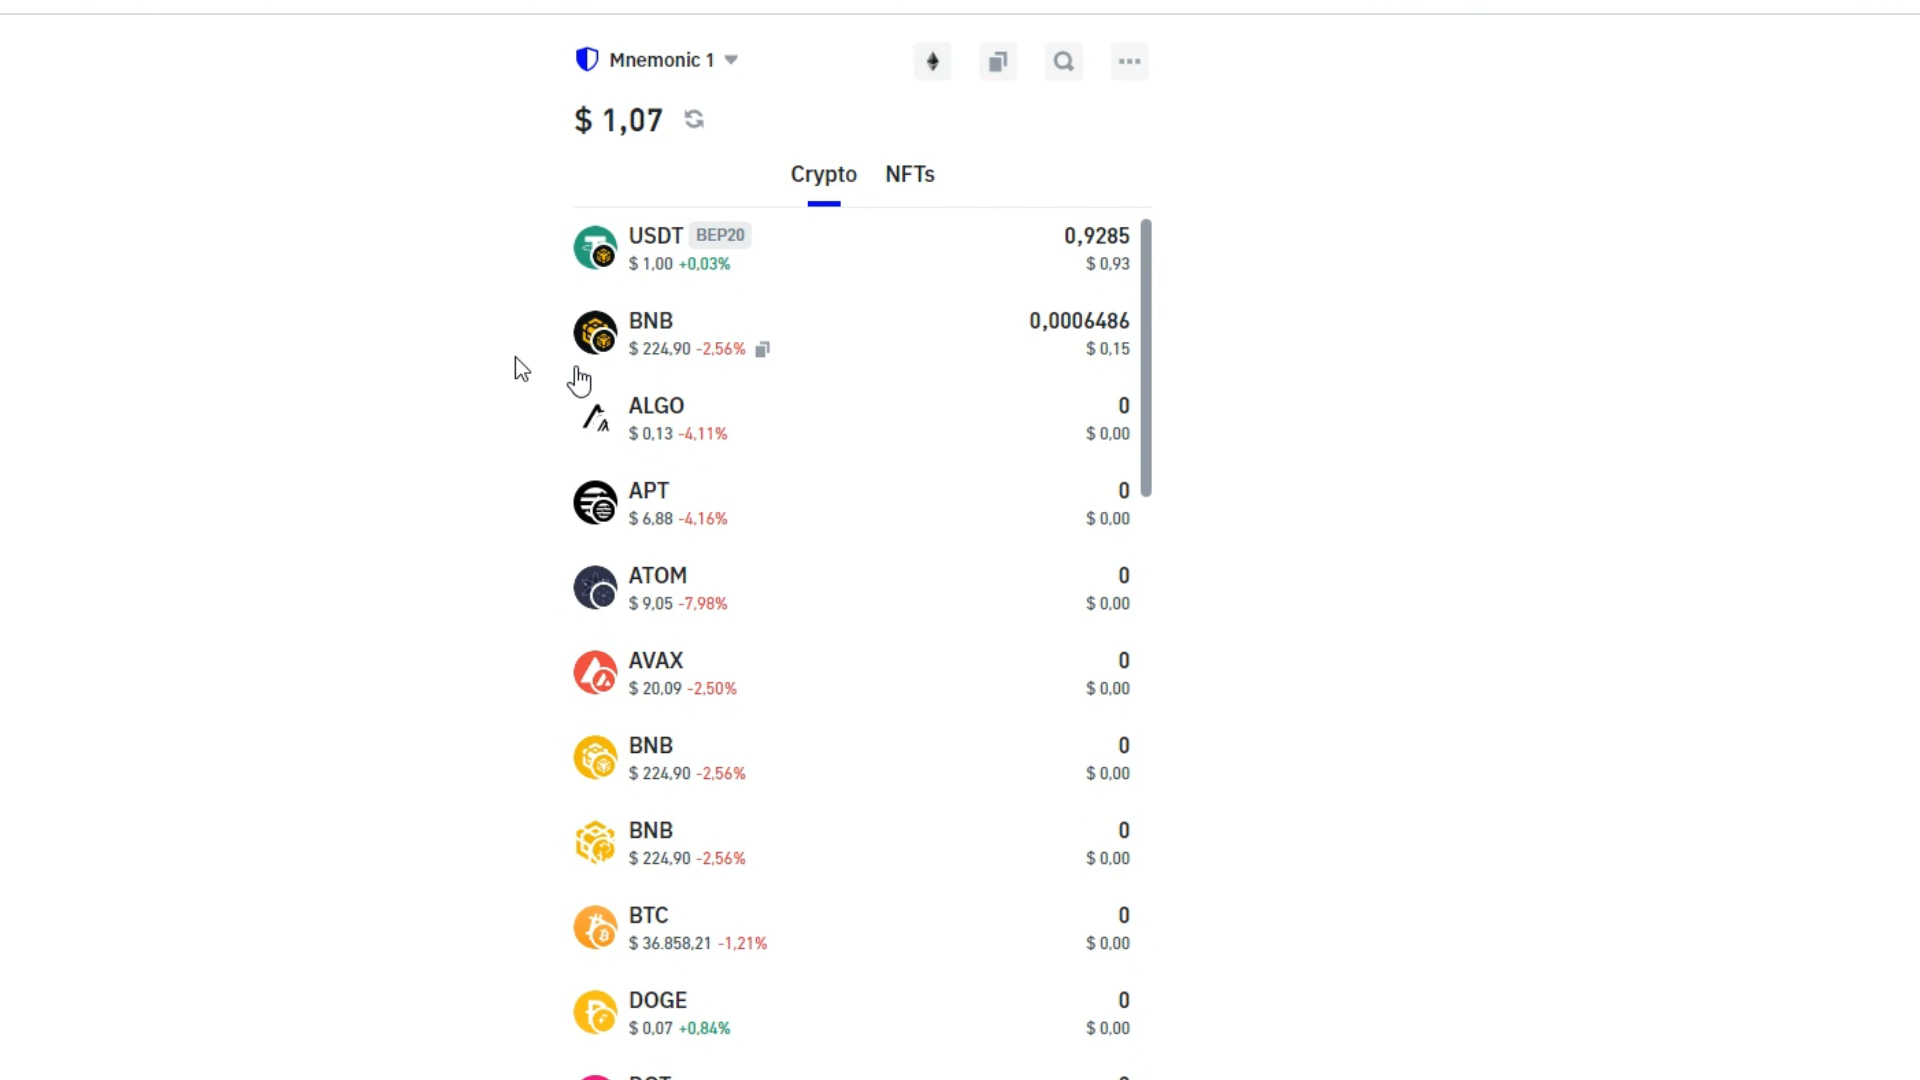 Mnemonic 1
$ 1,07
Crypto NFTs
USDT BEP20 0,9285
$ 1,00 +0,03% $ 0,93
BNB 0,0006486
$ 224,90 -2,56% $ 0,15
ALGO 0
$ 0,13 -4,11% $ 0,00
APT 0
$ 6,88 -4,16% $ 0,00
ATOM 0
$ 9,05 -7,98% $ 0,00
AVAX 0
$ 20,09 -2,50% $ 0,00
BNB 0
$ 224,90 -2,56% $ 0,00
BNB 0
$ 224,90 -2,56% $ 0,00
BTC 0
$ 36.858,21 -1,21% $ 0,00
DOGE 0
$ 0,07 +0,84% $ 0,00